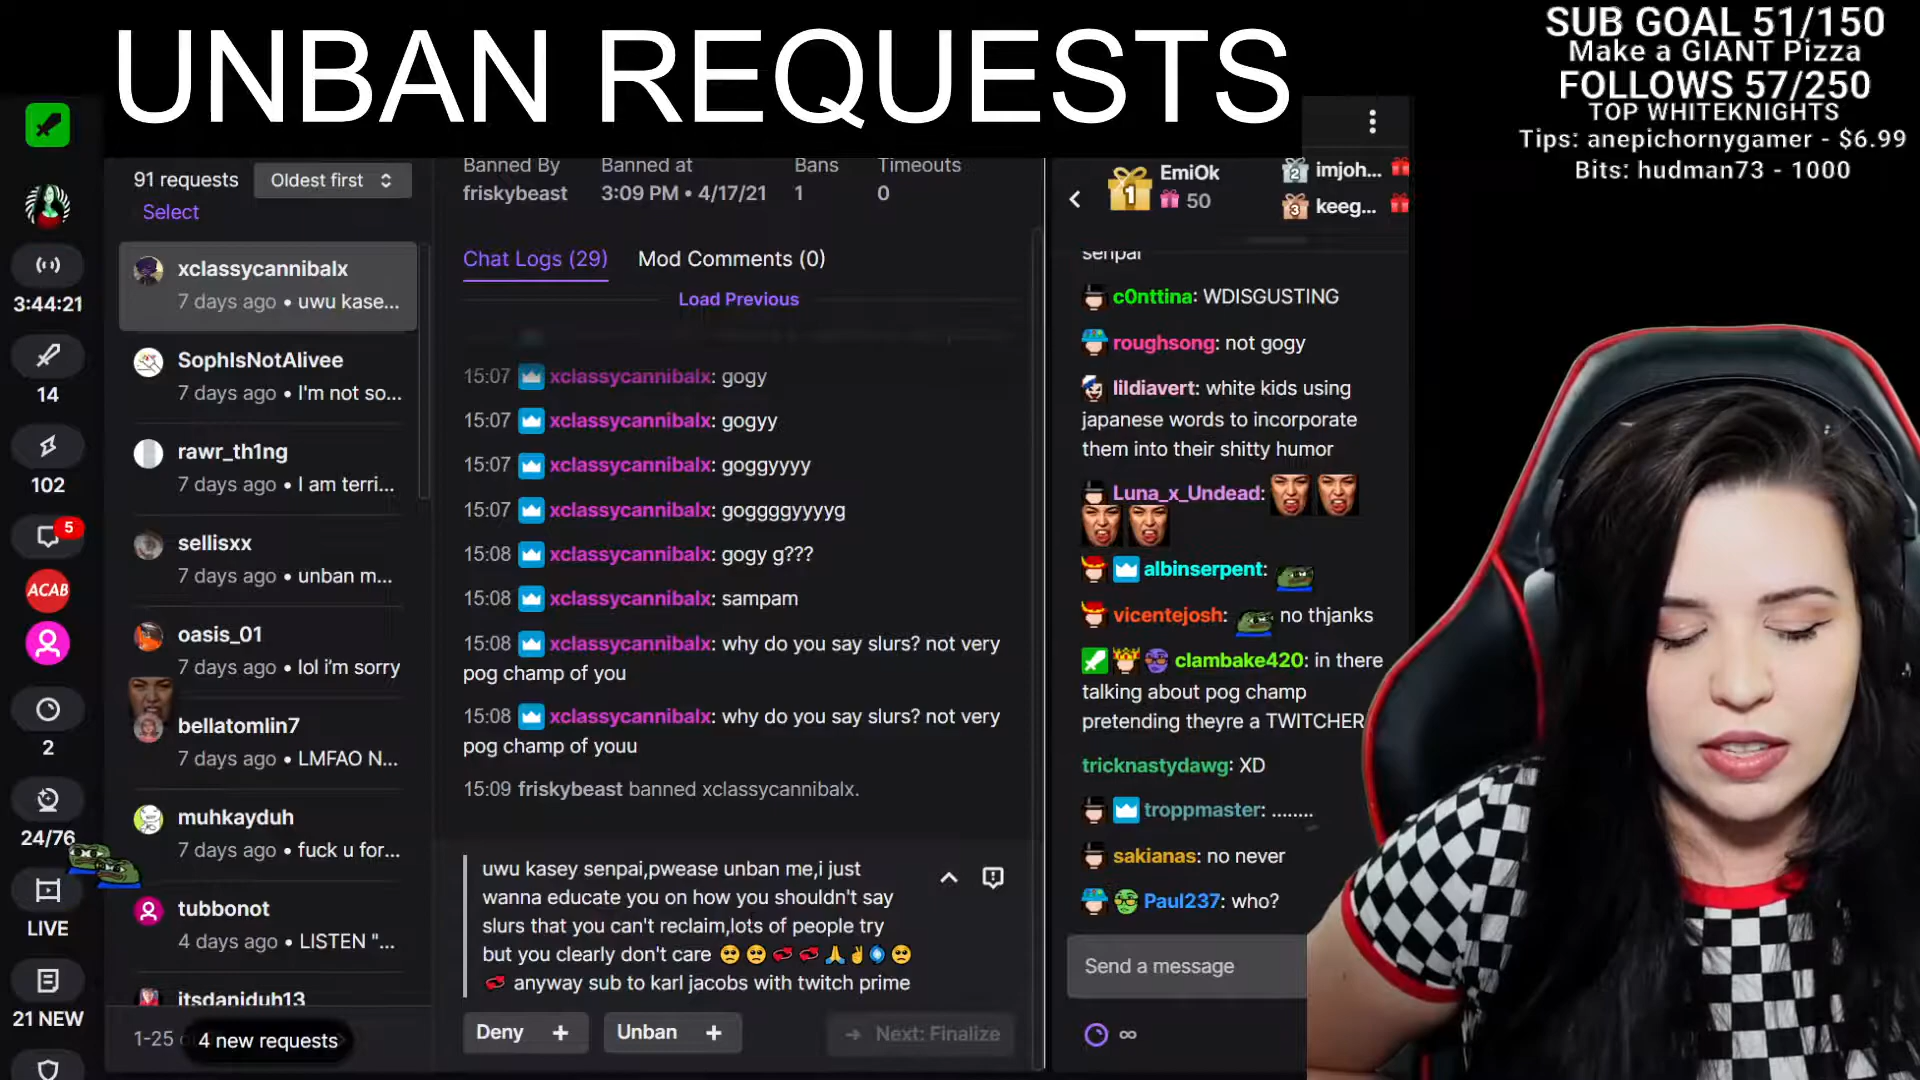 UNBAN REQUESTS
SUB GOAL 51/150
Make a GIANT Pizza
FOLLOWS 57/250
TOP WHITEKNIGHTS
Tips: anepichornygamer - $6.99
Bits: hudman73 - 1000
3:44:21
14
102
5
ACAB
2
24/76
LIVE
21 NEW
91 requests
Oldest first
Select
xclassycannibalx
7 days ago • uwu kase...
SophIsNotAlivee
7 days ago • I'm not so...
rawr_th1ng
7 days ago • I am terri...
sellisxx
7 days ago • unban m...
oasis_01
7 days ago • lol i'm sorry
bellatomlin7
7 days ago • LMFAO N...
muhkayduh
7 days ago • fuck u for...
tubbonot
4 days ago • LISTEN "...
itsdaniduh13
1-25
4 new requests
Banned By Banned at Bans Timeouts
friskybeast 3:09 PM • 4/17/21 1 0
Chat Logs (29) Mod Comments (0)
Load Previous
15:07 xclassycannibalx: gogy
15:07 xclassycannibalx: gogyy
15:07 xclassycannibalx: goggyyyy
15:07 xclassycannibalx: goggggyyyyg
15:08 xclassycannibalx: gogy g???
15:08 xclassycannibalx: sampam
15:08 xclassycannibalx: why do you say slurs? not very
pog champ of you
15:08 xclassycannibalx: why do you say slurs? not very
pog champ of youu
15:09 friskybeast banned xclassycannibalx.
uwu kasey senpai,pwease unban me,i just
wanna educate you on how you shouldn't say
slurs that you can't reclaim,lots of people try
but you clearly don't care 🥺🥺💋💋🙏✌️🧿🥺
💋 anyway sub to karl jacobs with twitch prime
Deny + Unban + → Next: Finalize
1 EmiOk
50
2 imjoh...
3 keeg...
senpai
c0nttina: WDISGUSTING
roughsong: not gogy
lildiavert: white kids using
japanese words to incorporate
them into their shitty humor
Luna_x_Undead:
albinserpent:
vicentejosh: no thjanks
clambake420: in there
talking about pog champ
pretending theyre a TWITCHER
tricknastydawg: XD
troppmaster: ........
sakianas: no never
Paul237: who?
Send a message
∞